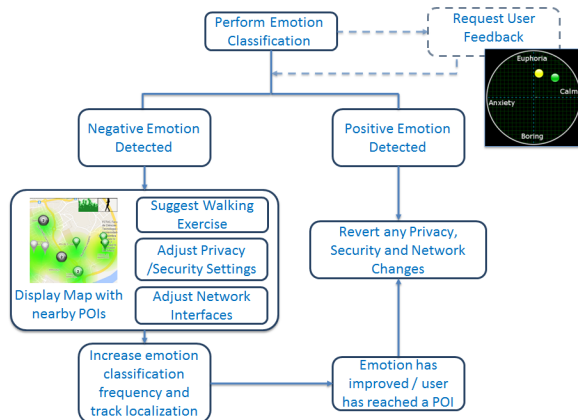 Perform Emotion
Classification
Request User
Feedback
Euphoria
Calm
Anxiety
Boring
Negative Emotion
Detected
Positive Emotion
Detected
Suggest Walking
Exercise
Adjust Privacy
/Security Settings
Adjust Network
Interfaces
Display Map with
nearby POIs
Revert any Privacy,
Security and Network
Changes
Increase emotion
classification
frequency and
track localization
Emotion has
improved / user
has reached a POI